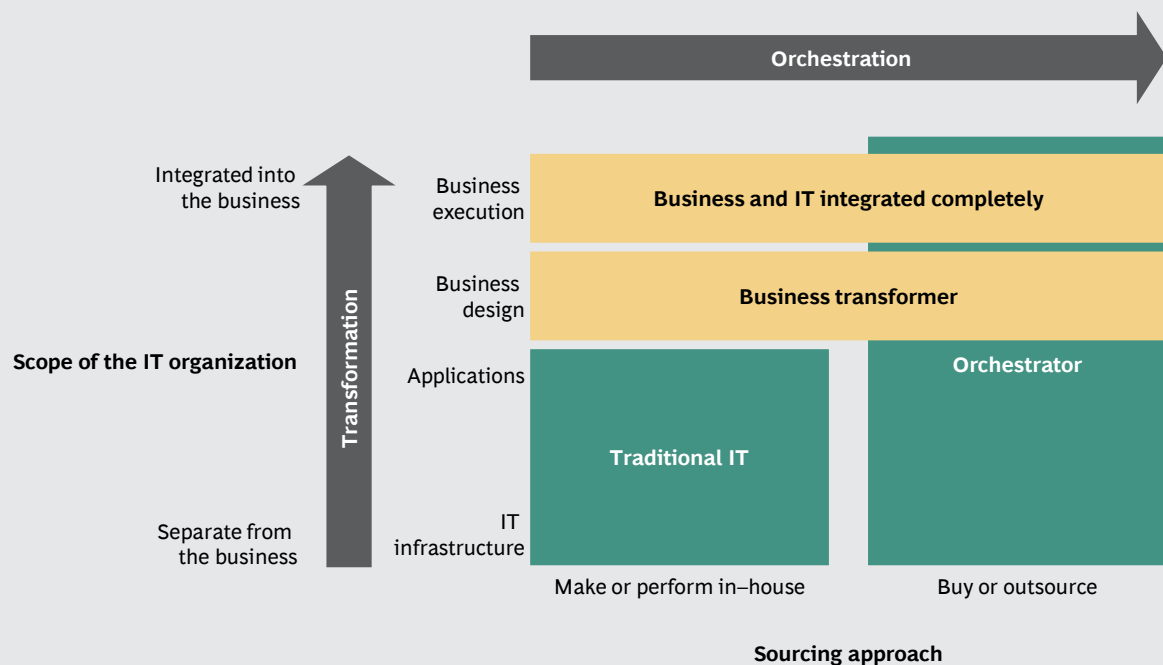 Orchestration
Integrated into
the business
Business
execution
Business and IT integrated completely
Business
design
Business transformer
Transformation
Scope of the IT organization
Applications
Orchestrator
Traditional IT
Separate from
the business
IT
infrastructure
Make or perform in–house
Buy or outsource
Sourcing approach